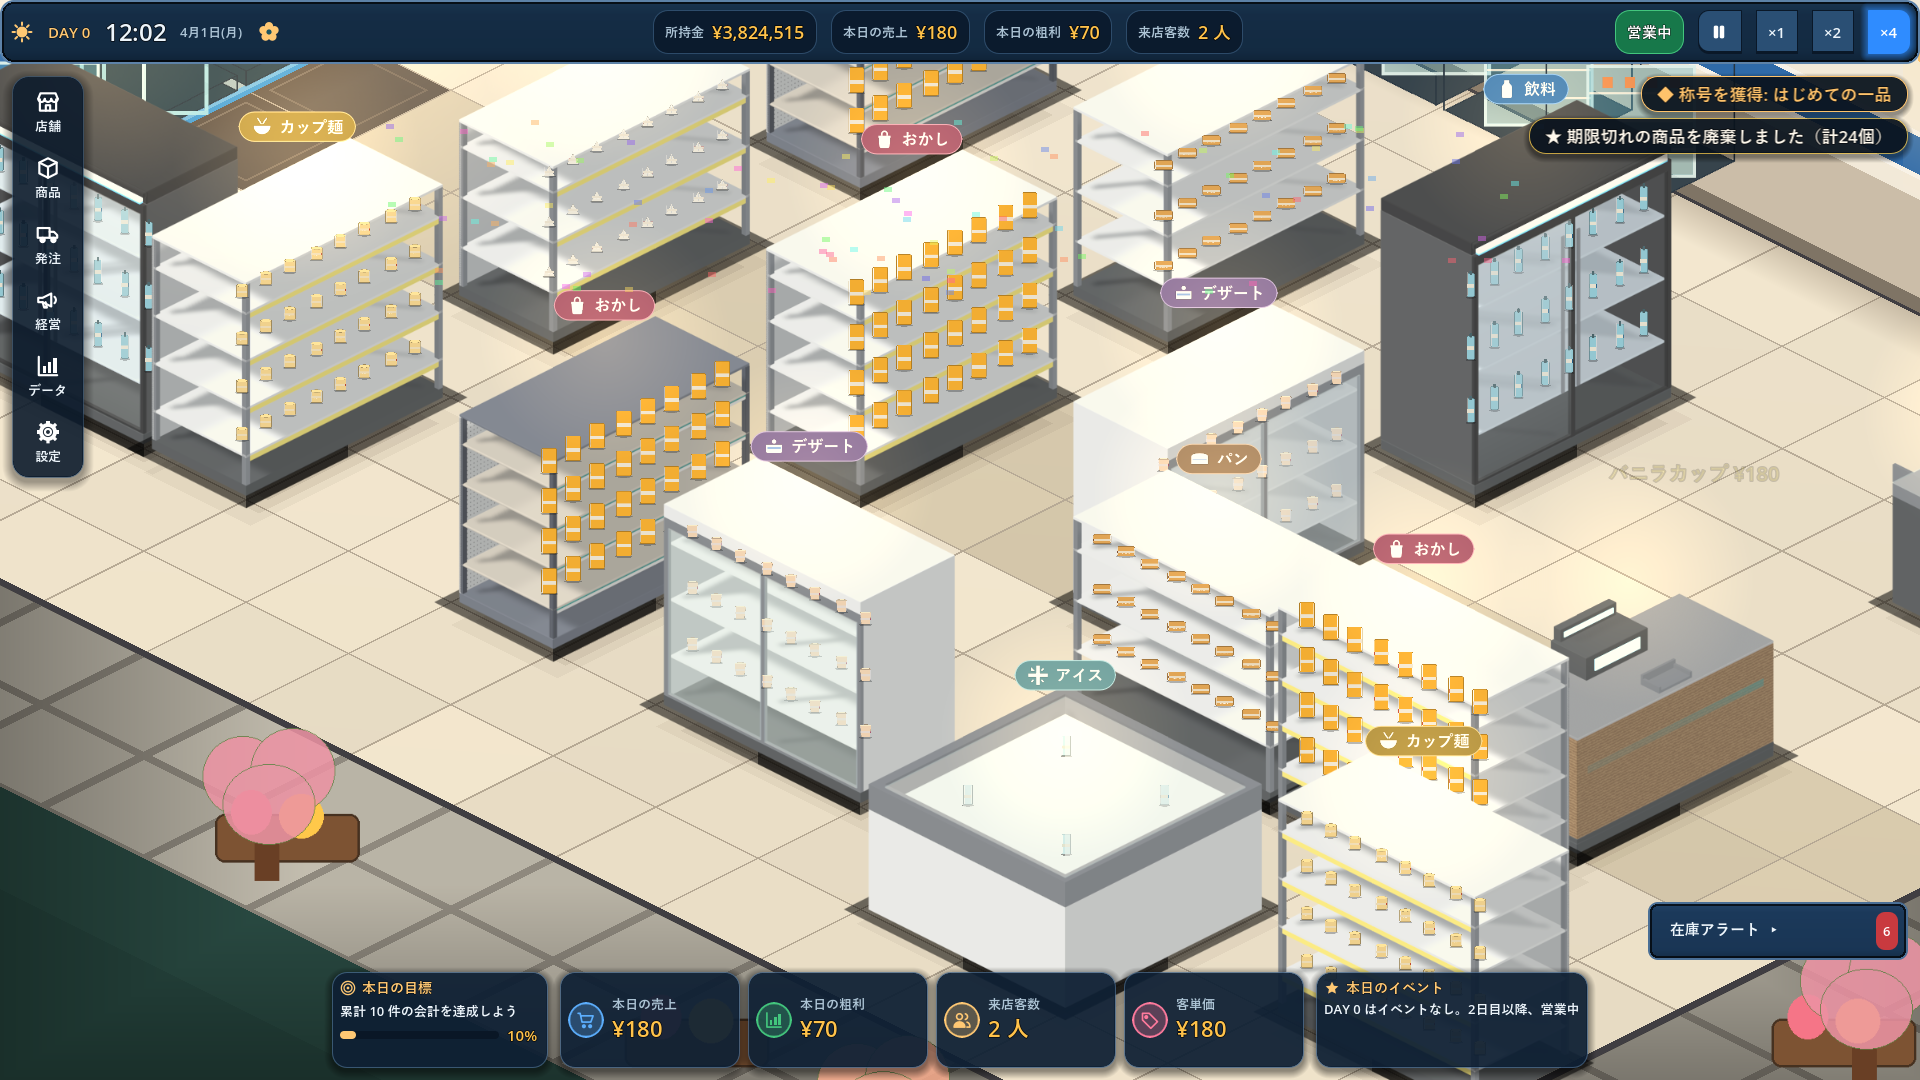 DAY 0 12:02 4月1日(月)
所持金 ¥3,824,515
本日の売上 ¥180
本日の粗利 ¥70
来店客数 2 人
営業中
×1
×2
×4
店舗
商品
発注
経営
データ
設定
◆ 称号を獲得: はじめての一品
★ 期限切れの商品を廃棄しました（計24個）
飲料
カップ麺
おかし
デザート
おかし
デザート
パン
バニラカップ ¥180
おかし
アイス
カップ麺
在庫アラート ▸ 6
本日の目標
累計 10 件の会計を達成しよう
10%
本日の売上
¥180
本日の粗利
¥70
来店客数
2 人
客単価
¥180
★ 本日のイベント
DAY 0 はイベントなし。2日目以降、営業中